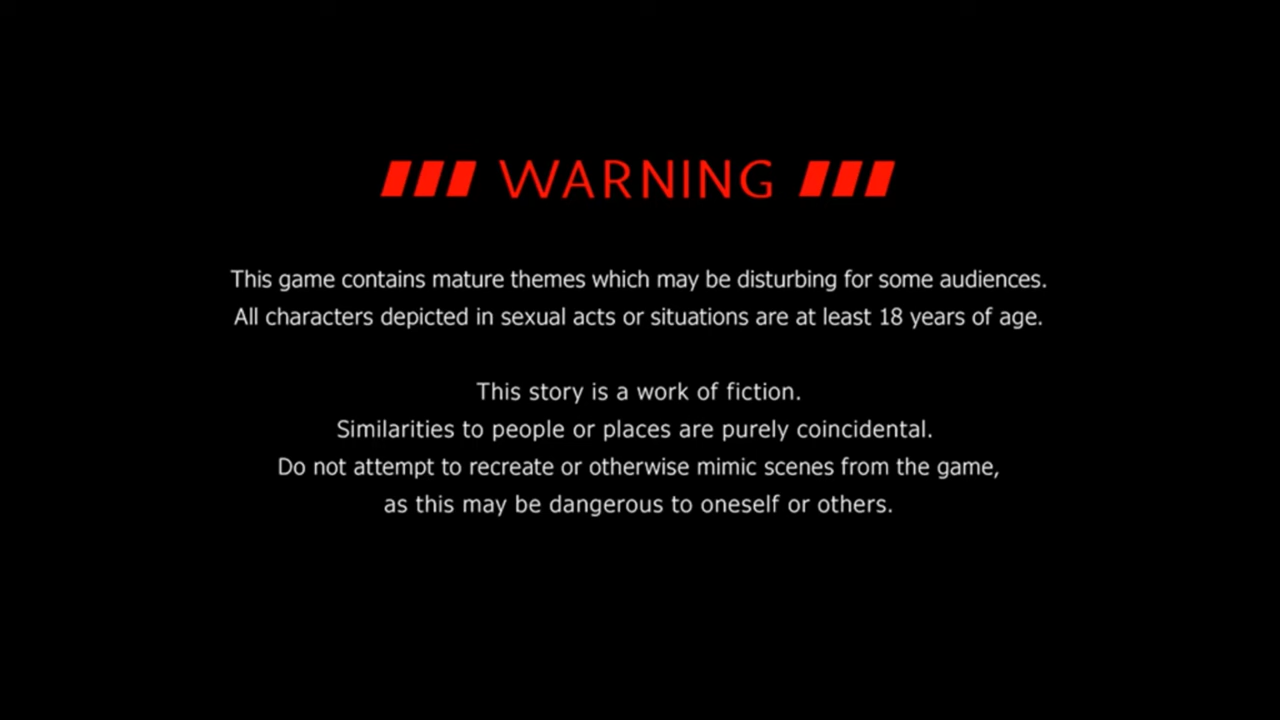 WARNING
This game contains mature themes which may be disturbing for some audiences.
All characters depicted in sexual acts or situations are at least 18 years of age.
This story is a work of fiction.
Similarities to people or places are purely coincidental.
Do not attempt to recreate or otherwise mimic scenes from the game,
as this may be dangerous to oneself or others.